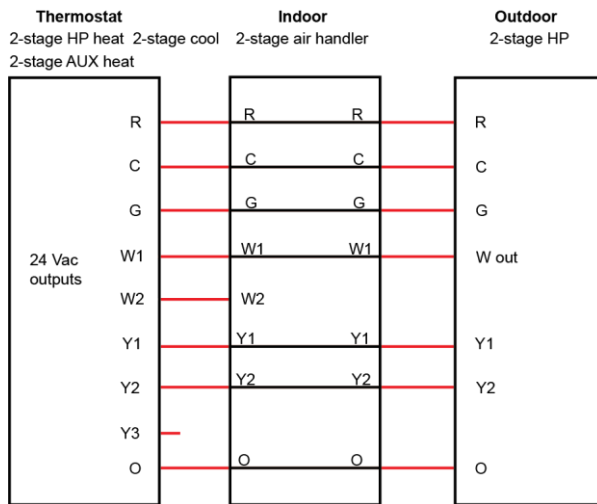 Thermostat Indoor Outdoor
2-stage HP heat 2-stage cool 2-stage air handler 2-stage HP
2-stage AUX heat
R R R R
C C C C
G G G G
24 Vac outputs
W1 W1 W1 W out
W2 W2
Y1 Y1 Y1 Y1
Y2 Y2 Y2 Y2
Y3
O O O O